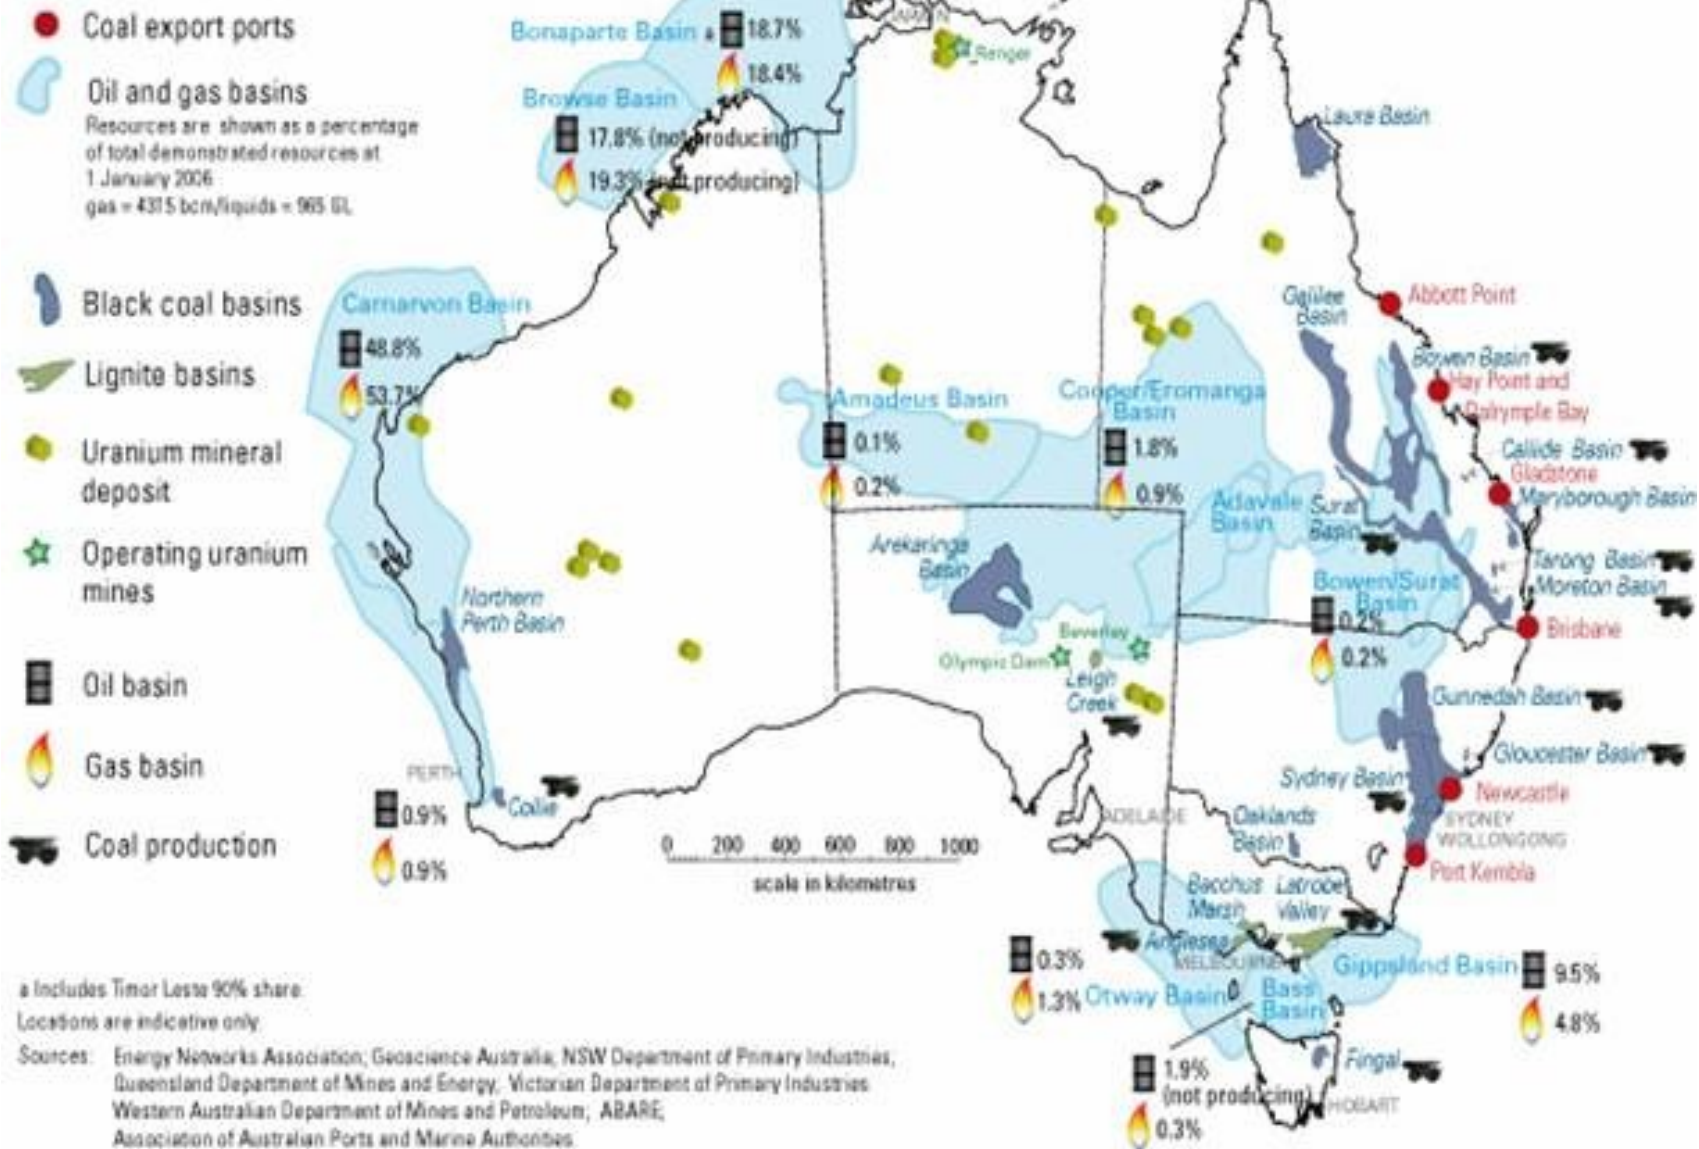 Coal export ports
Oil and gas basins
Resources are shown as a percentage
of total demonstrated resources at
1 January 2006
gas = 4315 bcm/liquids = 965 GL
Black coal basins
Lignite basins
Uranium mineral
deposit
Operating uranium
mines
Oil basin
Gas basin
Coal production
Bonaparte Basin a
18.7%
18.4%
Browse Basin
17.8% (not producing)
19.3% (not producing)
Ranger
Laura Basin
Carnarvon Basin
48.8%
53.7%
Amadeus Basin
0.1%
0.2%
Cooper/Eromanga
Basin
1.8%
0.9%
Galilee
Basin
Abbott Point
Bowen Basin
Hay Point and
Dalrymple Bay
Callide Basin
Gladstone
Maryborough Basin
Adavale
Basin
Surat
Basin
Tarong Basin
Moreton Basin
Bowen/Surat
Basin
0.2%
0.2%
Brisbane
Arckaringa
Basin
Northern
Perth Basin
Beverley
Olympic Dam
Leigh
Creek
Gunnedah Basin
Gloucester Basin
Sydney Basin
Newcastle
SYDNEY
WOLLONGONG
Port Kembla
Oaklands
Basin
PERTH
Collie
0.9%
0.9%
ADELAIDE
0 200 400 600 800 1000
scale in kilometres
Bacchus
Marsh
Latrobe
Valley
Anglesea
MELBOURNE
0.3%
1.3%
Otway Basin
Bass
Basin
Gippsland Basin
9.5%
4.8%
1.9%
(not producing)
0.3%
Fingal
HOBART
a Includes Timor Leste 90% share.
Locations are indicative only.
Sources: Energy Networks Association; Geoscience Australia; NSW Department of Primary Industries;
Queensland Department of Mines and Energy; Victorian Department of Primary Industries
Western Australian Department of Mines and Petroleum; ABARE;
Association of Australian Ports and Marine Authorities.